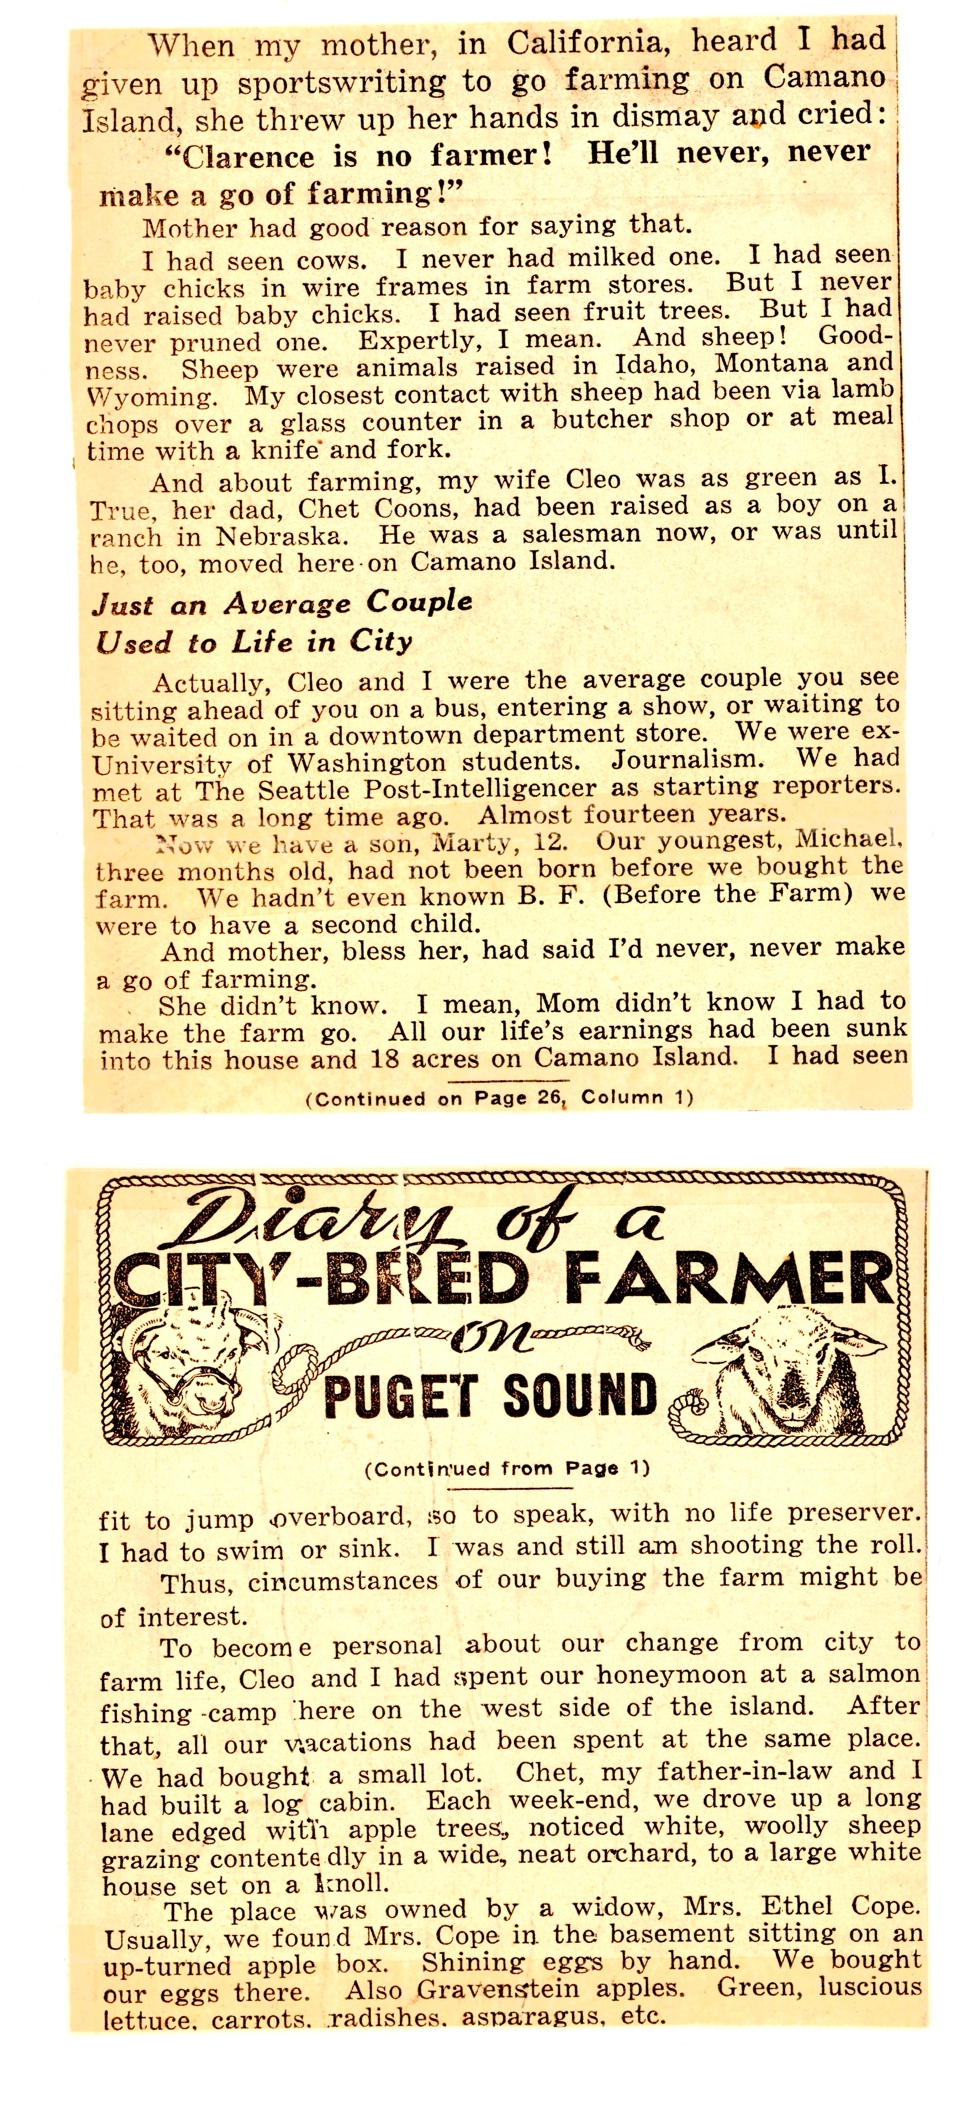 When my mother, in California, heard I had
given up sportswriting to go farming on Camano
Island, she threw up her hands in dismay and cried:
“Clarence is no farmer! He’ll never, never
make a go of farming!”
Mother had good reason for saying that.
I had seen cows. I never had milked one. I had seen
baby chicks in wire frames in farm stores. But I never
had raised baby chicks. I had seen fruit trees. But I had
never pruned one. Expertly, I mean. And sheep! Good-
ness. Sheep were animals raised in Idaho, Montana and
Wyoming. My closest contact with sheep had been via lamb
chops over a glass counter in a butcher shop or at meal
time with a knife and fork.
And about farming, my wife Cleo was as green as I.
True, her dad, Chet Coons, had been raised as a boy on a
ranch in Nebraska. He was a salesman now, or was until
he, too, moved here on Camano Island.
Just an Average Couple
Used to Life in City
Actually, Cleo and I were the average couple you see
sitting ahead of you on a bus, entering a show, or waiting to
be waited on in a downtown department store. We were ex-
University of Washington students. Journalism. We had
met at The Seattle Post-Intelligencer as starting reporters.
That was a long time ago. Almost fourteen years.
Now we have a son, Marty, 12. Our youngest, Michael,
three months old, had not been born before we bought the
farm. We hadn’t even known B. F. (Before the Farm) we
were to have a second child.
And mother, bless her, had said I’d never, never make
a go of farming.
She didn’t know. I mean, Mom didn’t know I had to
make the farm go. All our life’s earnings had been sunk
into this house and 18 acres on Camano Island. I had seen
(Continued on Page 26, Column 1)
Diary of a
CITY-BRED FARMER
on
PUGET SOUND
(Continued from Page 1)
fit to jump overboard, so to speak, with no life preserver.
I had to swim or sink. I was and still am shooting the roll.
Thus, circumstances of our buying the farm might be
of interest.
To become personal about our change from city to
farm life, Cleo and I had spent our honeymoon at a salmon
fishing camp here on the west side of the island. After
that, all our vacations had been spent at the same place.
We had bought a small lot. Chet, my father-in-law and I
had built a log cabin. Each week-end, we drove up a long
lane edged with apple trees, noticed white, woolly sheep
grazing contentedly in a wide, neat orchard, to a large white
house set on a knoll.
The place was owned by a widow, Mrs. Ethel Cope.
Usually, we found Mrs. Cope in the basement sitting on an
up-turned apple box. Shining eggs by hand. We bought
our eggs there. Also Gravenstein apples. Green, luscious
lettuce, carrots, radishes, asparagus, etc.